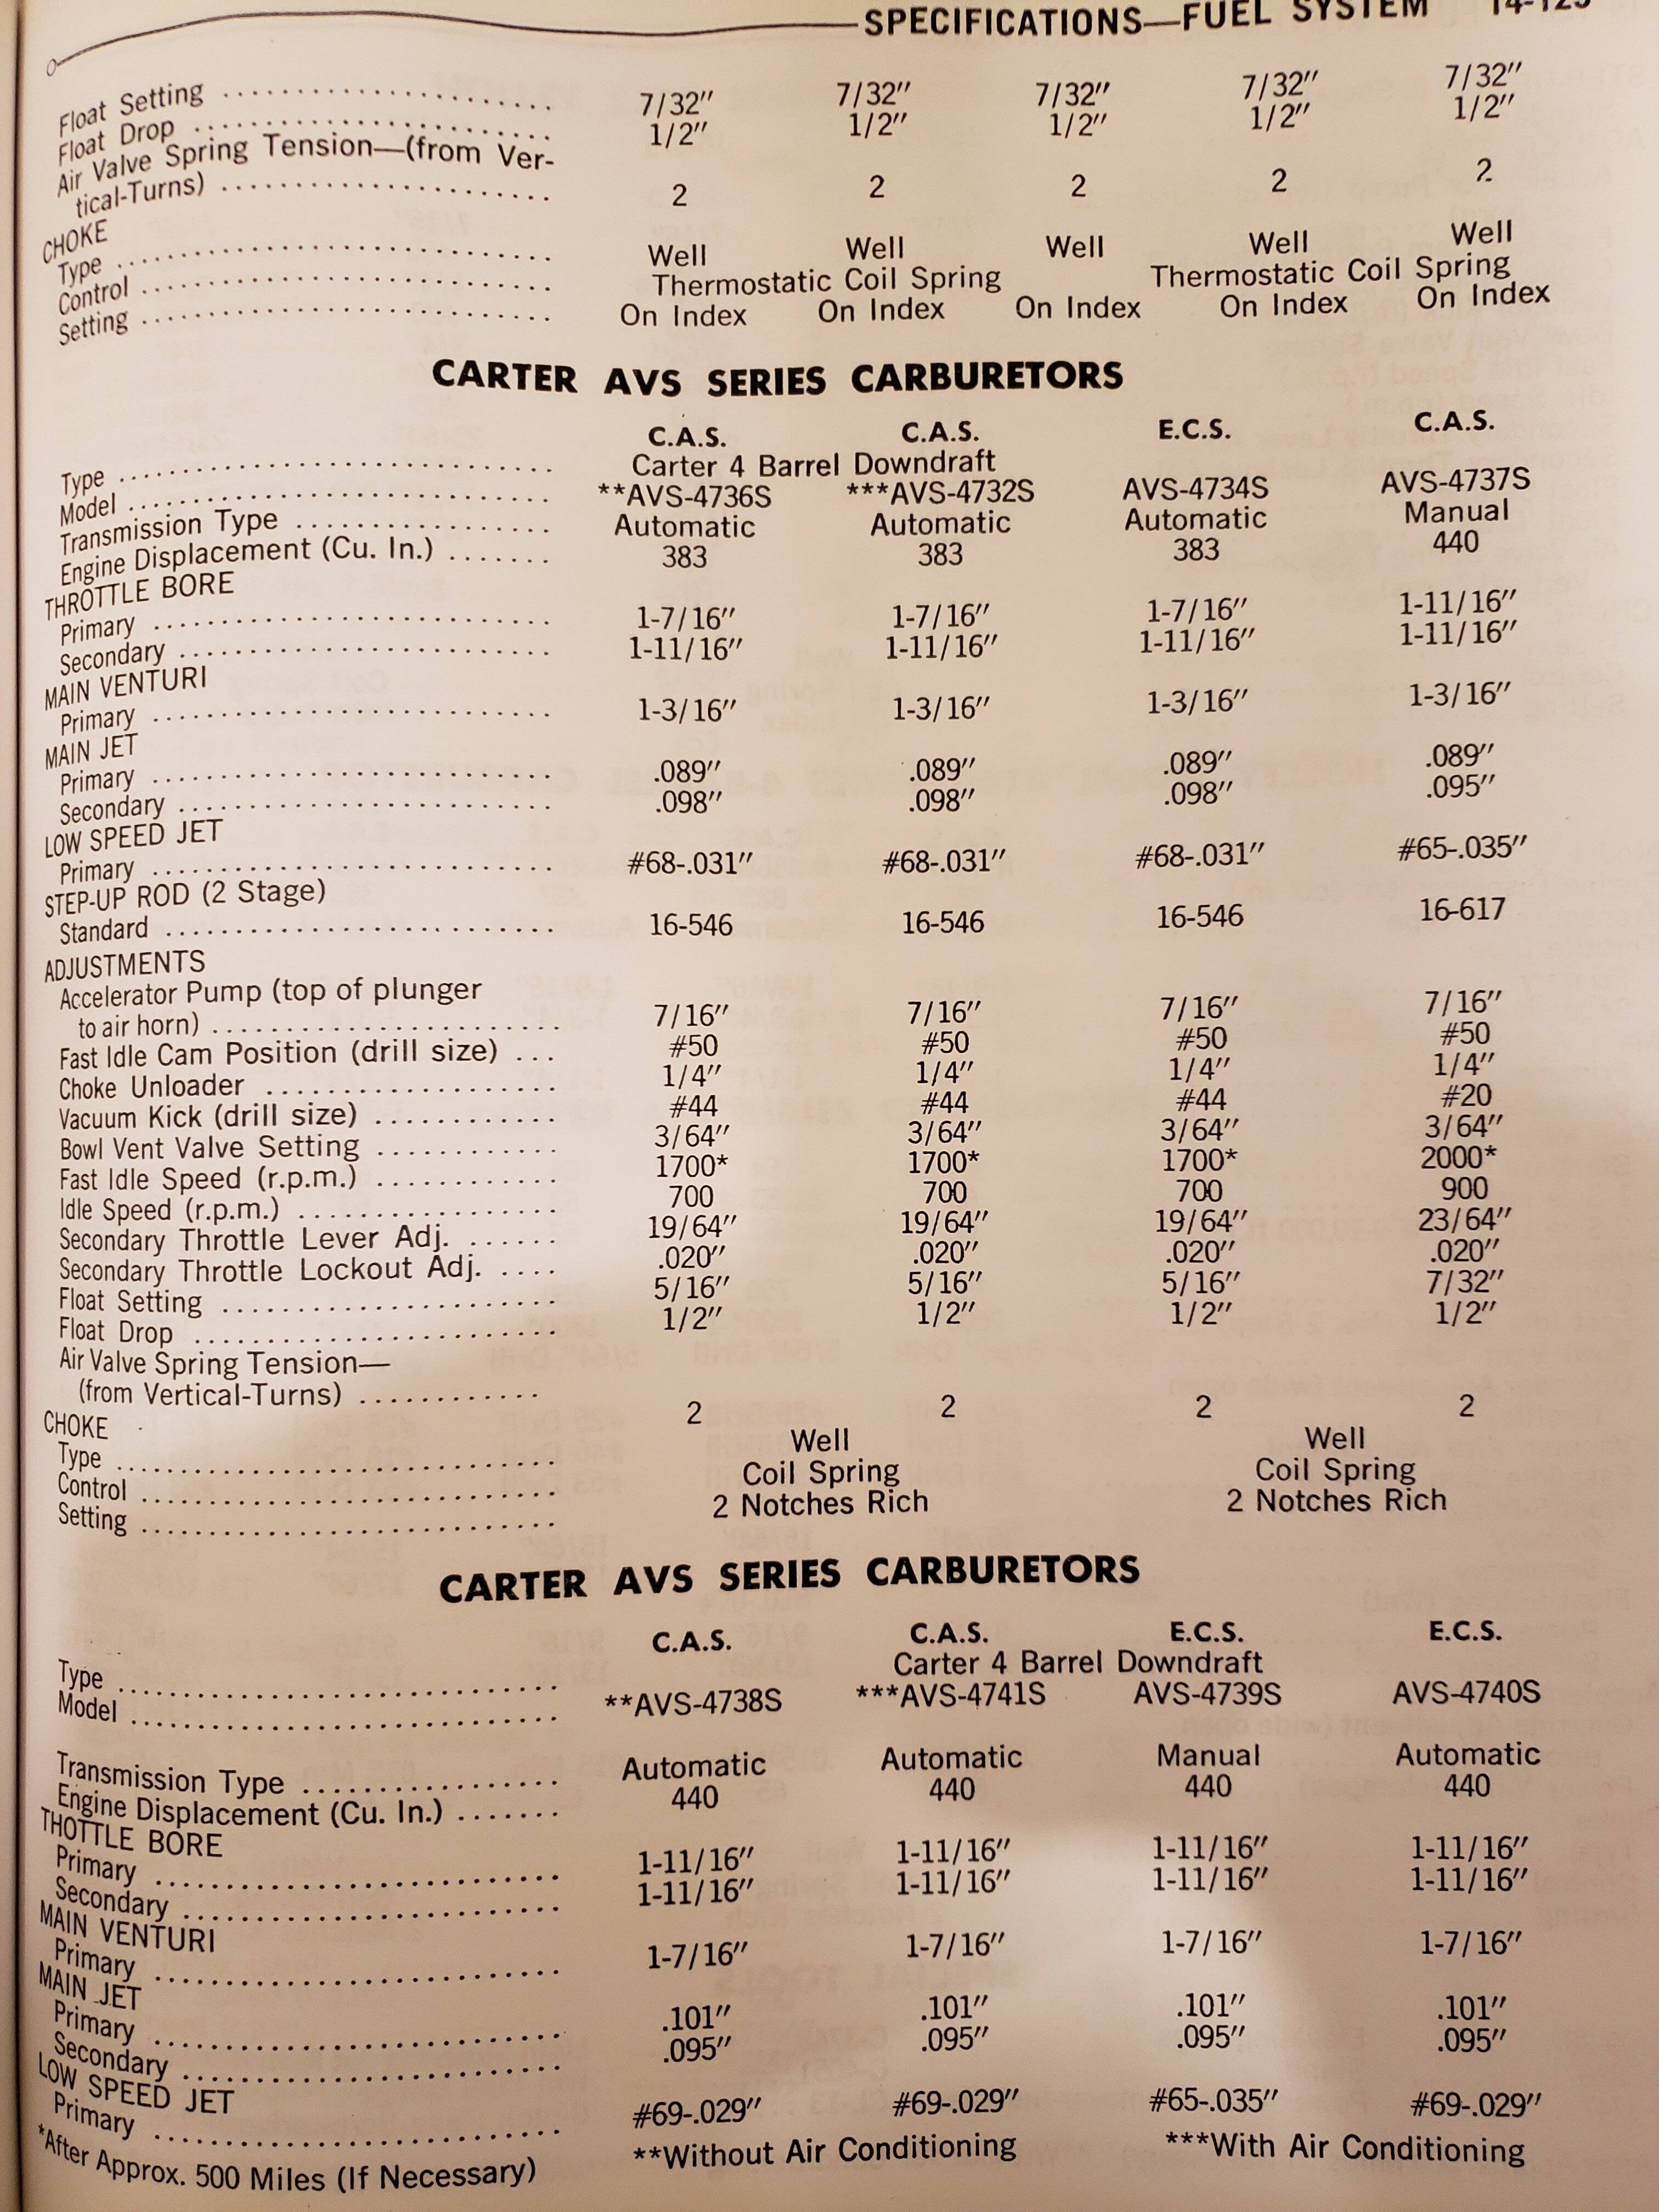 SPECIFICATIONS—FUEL SYSTEM 14-125
Float Setting 7/32″ 7/32″ 7/32″ 7/32″ 7/32″
Float Drop 1/2″ 1/2″ 1/2″ 1/2″ 1/2″
Air Valve Spring Tension—(from Ver-
tical-Turns) 2 2 2 2 2
CHOKE
Type Well Well Well Well Well
Control Thermostatic Coil Spring Thermostatic Coil Spring
Setting On Index On Index On Index On Index On Index
CARTER AVS SERIES CARBURETORS
C.A.S. C.A.S. E.C.S. C.A.S.
Type Carter 4 Barrel Downdraft
Model **AVS-4736S ***AVS-4732S AVS-4734S AVS-4737S
Transmission Type Automatic Automatic Automatic Manual
Engine Displacement (Cu. In.) 383 383 383 440
THROTTLE BORE
Primary 1-7/16″ 1-7/16″ 1-7/16″ 1-11/16″
Secondary 1-11/16″ 1-11/16″ 1-11/16″ 1-11/16″
MAIN VENTURI
Primary 1-3/16″ 1-3/16″ 1-3/16″ 1-3/16″
MAIN JET
Primary .089″ .089″ .089″ .089″
Secondary .098″ .098″ .098″ .095″
LOW SPEED JET
Primary #68-.031″ #68-.031″ #68-.031″ #65-.035″
STEP-UP ROD (2 Stage)
Standard 16-546 16-546 16-546 16-617
ADJUSTMENTS
Accelerator Pump (top of plunger
to air horn) 7/16″ 7/16″ 7/16″ 7/16″
Fast Idle Cam Position (drill size) #50 #50 #50 #50
Choke Unloader 1/4″ 1/4″ 1/4″ 1/4″
Vacuum Kick (drill size) #44 #44 #44 #20
Bowl Vent Valve Setting 3/64″ 3/64″ 3/64″ 3/64″
Fast Idle Speed (r.p.m.) 1700* 1700* 1700* 2000*
Idle Speed (r.p.m.) 700 700 700 900
Secondary Throttle Lever Adj. 19/64″ 19/64″ 19/64″ 23/64″
Secondary Throttle Lockout Adj. .020″ .020″ .020″ .020″
Float Setting 5/16″ 5/16″ 5/16″ 7/32″
Float Drop 1/2″ 1/2″ 1/2″ 1/2″
Air Valve Spring Tension—
(from Vertical-Turns) 2 2 2 2
CHOKE
Type Well Well
Control Coil Spring Coil Spring
Setting 2 Notches Rich 2 Notches Rich
CARTER AVS SERIES CARBURETORS
C.A.S. C.A.S. E.C.S. E.C.S.
Type Carter 4 Barrel Downdraft
Model **AVS-4738S ***AVS-4741S AVS-4739S AVS-4740S
Transmission Type Automatic Automatic Manual Automatic
Engine Displacement (Cu. In.) 440 440 440 440
THOTTLE BORE
Primary 1-11/16″ 1-11/16″ 1-11/16″ 1-11/16″
Secondary 1-11/16″ 1-11/16″ 1-11/16″ 1-11/16″
MAIN VENTURI
Primary 1-7/16″ 1-7/16″ 1-7/16″ 1-7/16″
MAIN JET
Primary .101″ .101″ .101″ .101″
Secondary .095″ .095″ .095″ .095″
LOW SPEED JET
Primary #69-.029″ #69-.029″ #65-.035″ #69-.029″
*After Approx. 500 Miles (If Necessary) **Without Air Conditioning ***With Air Conditioning